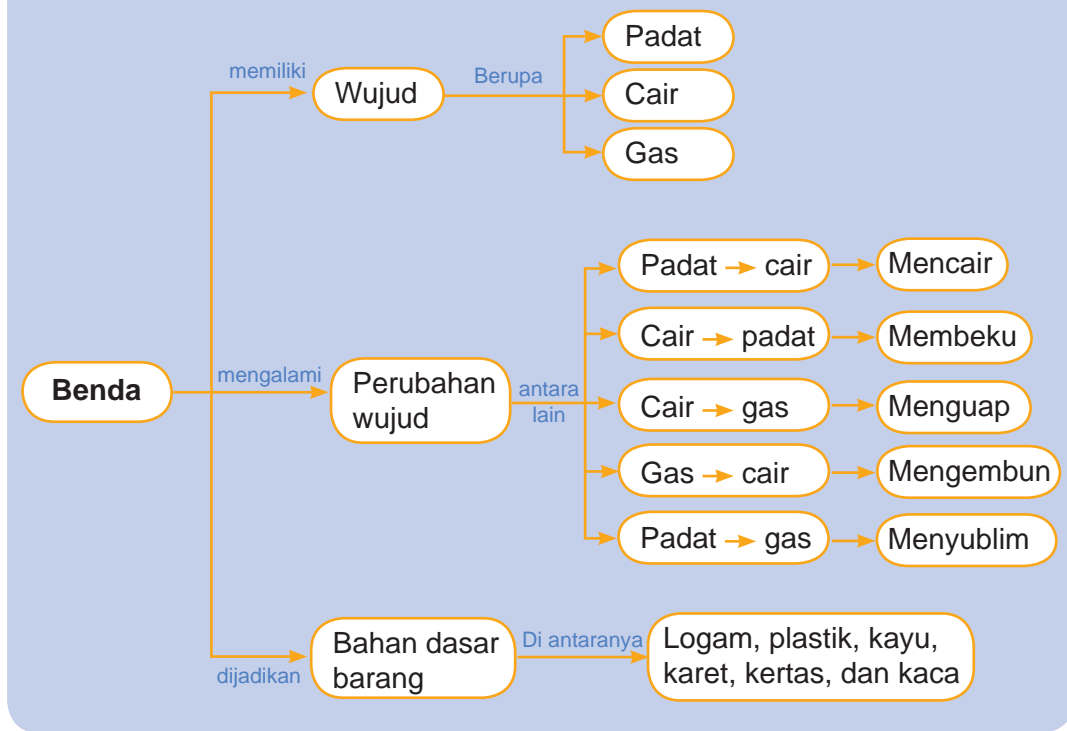 Padat
memiliki
Berupa
Wujud
Cair
Gas
Padat → cair
Mencair
Cair → padat
Membeku
Benda
mengalami
Perubahan
wujud
antara
lain
Cair → gas
Menguap
Gas → cair
Mengembun
Padat → gas
Menyublim
dijadikan
Bahan dasar
barang
Di antaranya
Logam, plastik, kayu,
karet, kertas, dan kaca